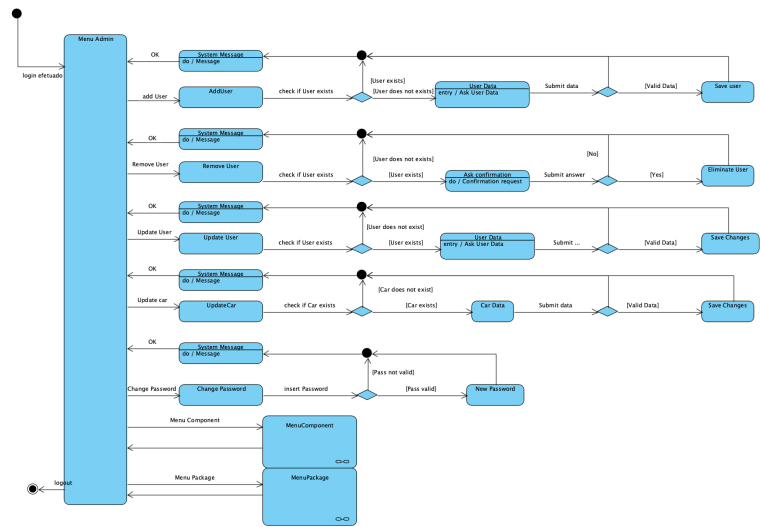 Menu Admin
login efetuado
OK
System Message
do / Message
[User exists]
add User
AddUser
check if User exists
[User does not exists]
User Data
entry / Ask User Data
Submit data
[Valid Data]
Save user
OK
System Message
do / Message
[User does not exists]
[No]
Remove User
Remove User
check if User exists
[User exists]
Ask confirmation
do / Confirmation request
Submit answer
[Yes]
Eliminate User
OK
System Message
do / Message
[User does not exist]
Update User
Update User
check if User exists
[User exists]
User Data
entry / Ask User Data
Submit ...
[Valid Data]
Save Changes
OK
System Message
do / Message
[Car does not exist]
Update car
UpdateCar
check if Car exists
[Car exists]
Car Data
Submit data
[Valid Data]
Save Changes
OK
System Message
do / Message
[Pass not valid]
Change Password
Change Password
insert Password
[Pass valid]
New Password
Menu Component
MenuComponent
Menu Package
MenuPackage
logout